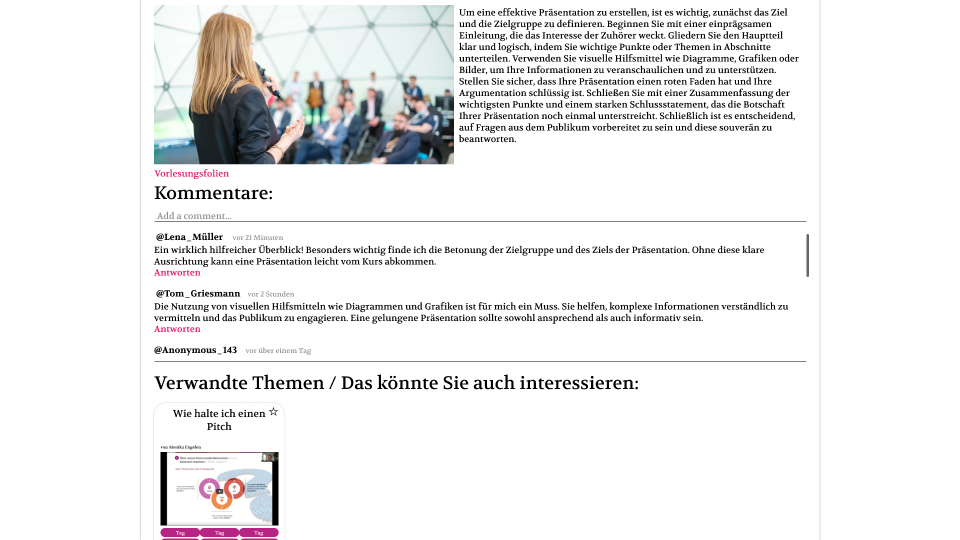 Um eine effektive Präsentation zu erstellen, ist es wichtig, zunächst das Ziel
und die Zielgruppe zu definieren. Beginnen Sie mit einer einprägsamen
Einleitung, die das Interesse der Zuhörer weckt. Gliedern Sie den Hauptteil
klar und logisch, indem Sie wichtige Punkte oder Themen in Abschnitte
unterteilen. Verwenden Sie visuelle Hilfsmittel wie Diagramme, Grafiken oder
Bilder, um Ihre Informationen zu veranschaulichen und zu unterstützen.
Stellen Sie sicher, dass Ihre Präsentation einen roten Faden hat und Ihre
Argumentation schlüssig ist. Schließen Sie mit einer Zusammenfassung der
wichtigsten Punkte und einem starken Schlussstatement, das die Botschaft
Ihrer Präsentation noch einmal unterstreicht. Schließlich ist es entscheidend,
auf Fragen aus dem Publikum vorbereitet zu sein und diese souverän zu
beantworten.
Vorlesungsfolien
Kommentare:
Add a comment...
@Lena_Müller vor 21 Minuten
Ein wirklich hilfreicher Überblick! Besonders wichtig finde ich die Betonung der Zielgruppe und des Ziels der Präsentation. Ohne diese klare
Ausrichtung kann eine Präsentation leicht vom Kurs abkommen.
Antworten
@Tom_Griesmann vor 2 Stunden
Die Nutzung von visuellen Hilfsmitteln wie Diagrammen und Grafiken ist für mich ein Muss. Sie helfen, komplexe Informationen verständlich zu
vermitteln und das Publikum zu engagieren. Eine gelungene Präsentation sollte sowohl ansprechend als auch informativ sein.
Antworten
@Anonymous_143 vor über einem Tag
Verwandte Themen / Das könnte Sie auch interessieren:
Wie halte ich einen
Pitch
von Monika Engelen
Tag Tag Tag